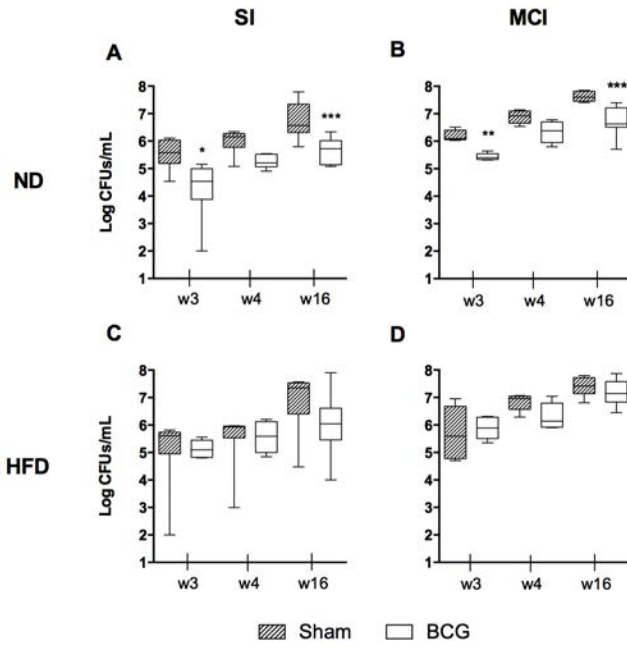 SI MCI
A B
ND
Log CFUs/mL
8 8
7 7
6 6
5 5
4 4
3 3
2 2
1 1
* *** ** ***
w3 w4 w16 w3 w4 w16
C D
HFD
Log CFUs/mL
8 8
7 7
6 6
5 5
4 4
3 3
2 2
1 1
w3 w4 w16 w3 w4 w16
Sham BCG